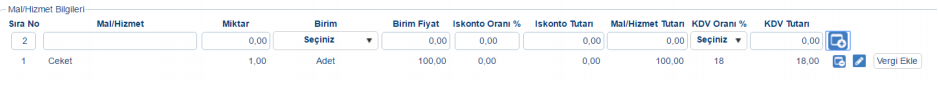 Mal/Hizmet Bilgileri
Sıra No Mal/Hizmet Miktar Birim Birim Fiyat Iskonto Oranı % Iskonto Tutarı Mal/Hizmet Tutarı KDV Oranı % KDV Tutarı
2 0,00 Seçiniz 0,00 0,00 0,00 0,00 Seçiniz 0,00
1 Ceket 1,00 Adet 100,00 0,00 0,00 100,00 18 18,00 Vergi Ekle